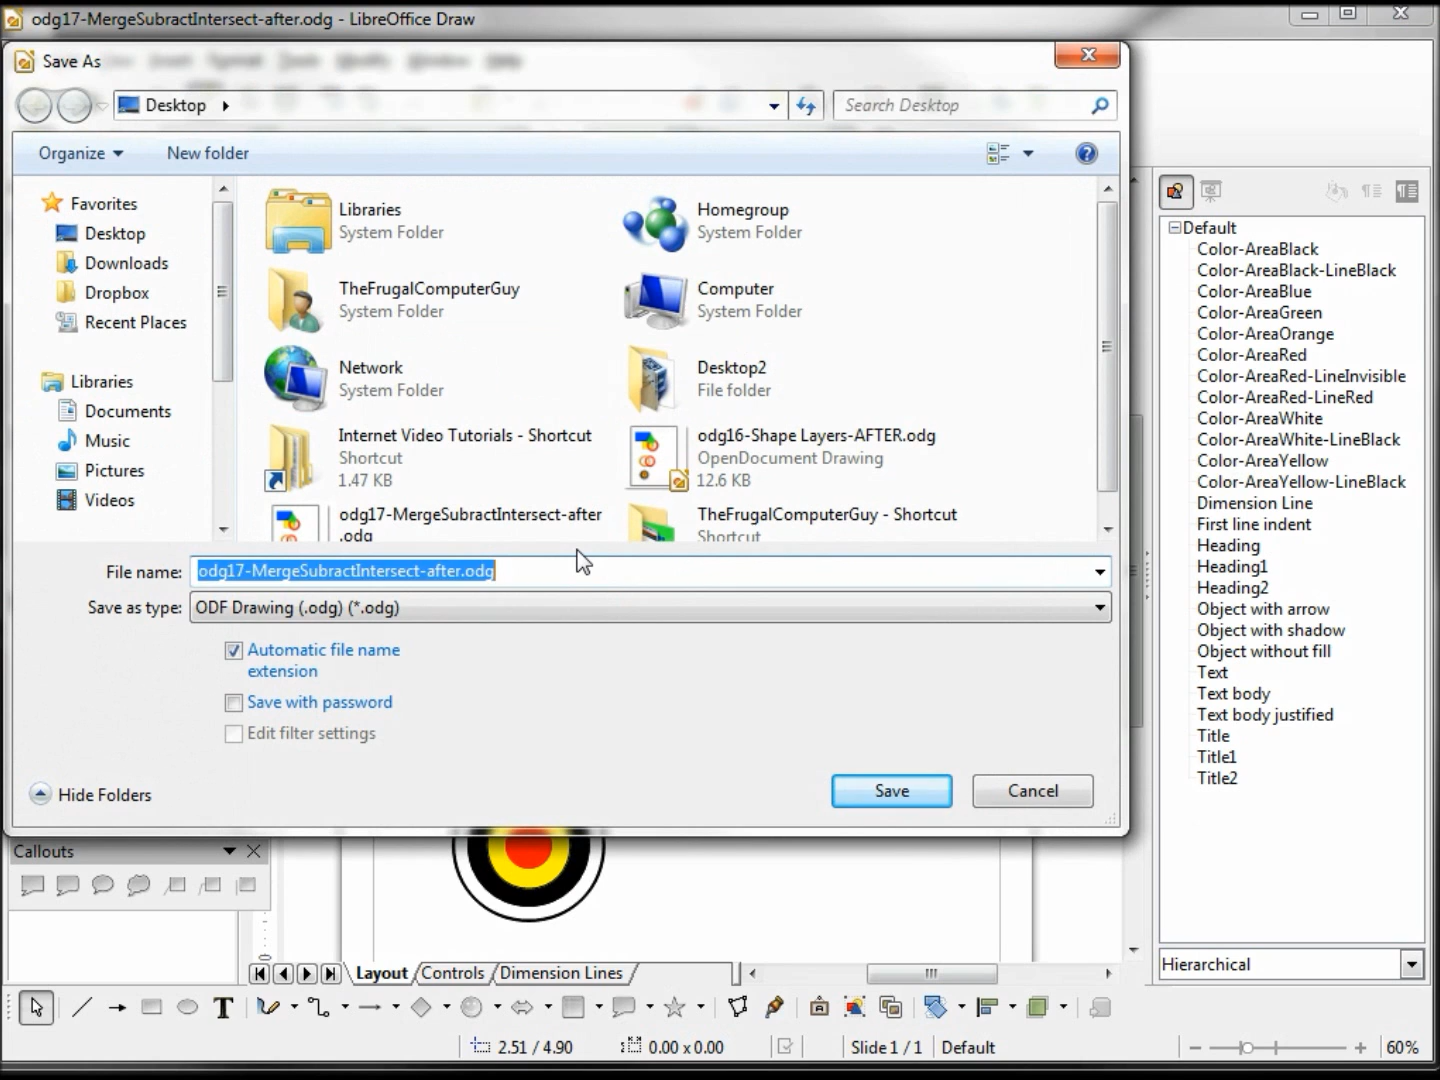 odg17-MergeSubractIntersect-after.odg - LibreOffice Draw
Save As
Desktop
Search Desktop
Organize
New folder
Favorites
Desktop
Downloads
Dropbox
Recent Places
Libraries
Documents
Music
Pictures
Videos
Libraries
System Folder
Homegroup
System Folder
TheFrugalComputerGuy
System Folder
Computer
System Folder
Network
System Folder
Desktop2
File folder
Internet Video Tutorials - Shortcut
Shortcut
1.47 KB
odg16-Shape Layers-AFTER.odg
OpenDocument Drawing
12.6 KB
odg17-MergeSubractIntersect-after
.odg
TheFrugalComputerGuy - Shortcut
Shortcut
File name: odg17-MergeSubractIntersect-after.odg
Save as type: ODF Drawing (.odg) (*.odg)
Automatic file name
extension
Save with password
Edit filter settings
Hide Folders
Save
Cancel
Default
Color-AreaBlack
Color-AreaBlack-LineBlack
Color-AreaBlue
Color-AreaGreen
Color-AreaOrange
Color-AreaRed
Color-AreaRed-LineInvisible
Color-AreaRed-LineRed
Color-AreaWhite
Color-AreaWhite-LineBlack
Color-AreaYellow
Color-AreaYellow-LineBlack
Dimension Line
First line indent
Heading
Heading1
Heading2
Object with arrow
Object with shadow
Object without fill
Text
Text body
Text body justified
Title
Title1
Title2
Hierarchical
Callouts
Layout
Controls
Dimension Lines
2.51 / 4.90
0.00 x 0.00
Slide 1 / 1
Default
60%